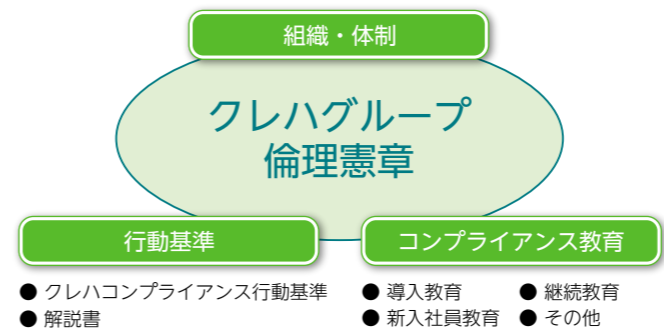 組織・体制
クレハグループ
倫理憲章
行動基準
コンプライアンス教育
● クレハコンプライアンス行動基準
● 解説書
● 導入教育 ● 継続教育
● 新入社員教育 ● その他